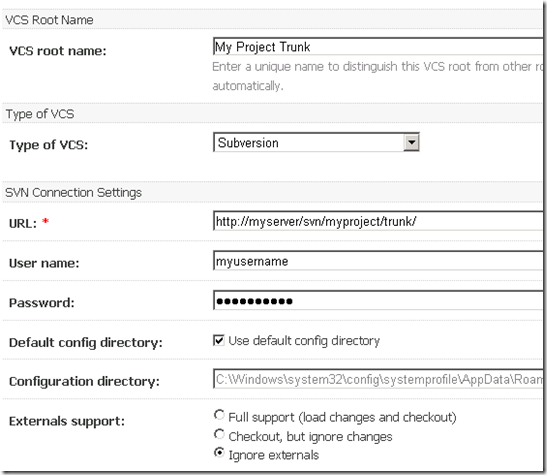 VCS Root Name
VCS root name: My Project Trunk
Enter a unique name to distinguish this VCS root from other
automatically.
Type of VCS
Type of VCS: Subversion
SVN Connection Settings
URL: * http://myserver/svn/myproject/trunk/
User name: myusername
Password: ●●●●●●●●●●
Default config directory: Use default config directory
Configuration directory: C:\Windows\system32\config\systemprofile\AppData\Roam
Externals support: Full support (load changes and checkout)
Checkout, but ignore changes
Ignore externals